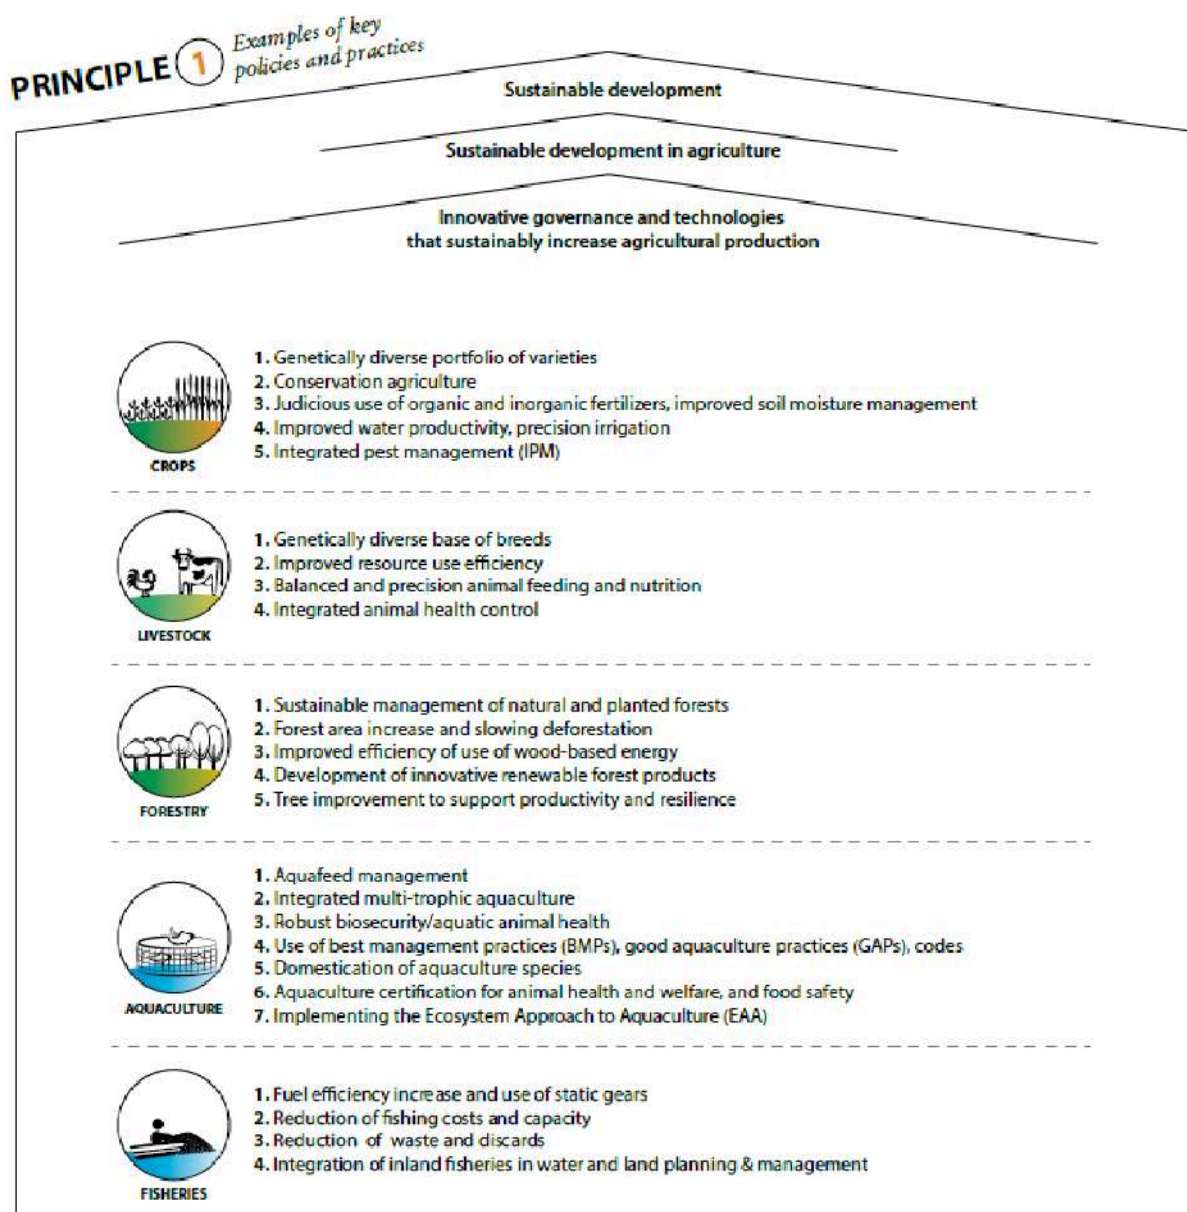 PRINCIPLE 1 Examples of key
policies and practices
Sustainable development
Sustainable development in agriculture
Innovative governance and technologies
that sustainably increase agricultural production
1. Genetically diverse portfolio of varieties
2. Conservation agriculture
3. Judicious use of organic and inorganic fertilizers, improved soil moisture management
4. Improved water productivity, precision irrigation
5. Integrated pest management (IPM)
CROPS
1. Genetically diverse base of breeds
2. Improved resource use efficiency
3. Balanced and precision animal feeding and nutrition
4. Integrated animal health control
LIVESTOCK
1. Sustainable management of natural and planted forests
2. Forest area increase and slowing deforestation
3. Improved efficiency of use of wood-based energy
4. Development of innovative renewable forest products
5. Tree improvement to support productivity and resilience
FORESTRY
1. Aquafeed management
2. Integrated multi-trophic aquaculture
3. Robust biosecurity/aquatic animal health
4. Use of best management practices (BMPs), good aquaculture practices (GAPs), codes
5. Domestication of aquaculture species
6. Aquaculture certification for animal health and welfare, and food safety
7. Implementing the Ecosystem Approach to Aquaculture (EAA)
AQUACULTURE
1. Fuel efficiency increase and use of static gears
2. Reduction of fishing costs and capacity
3. Reduction of waste and discards
4. Integration of inland fisheries in water and land planning & management
FISHERIES